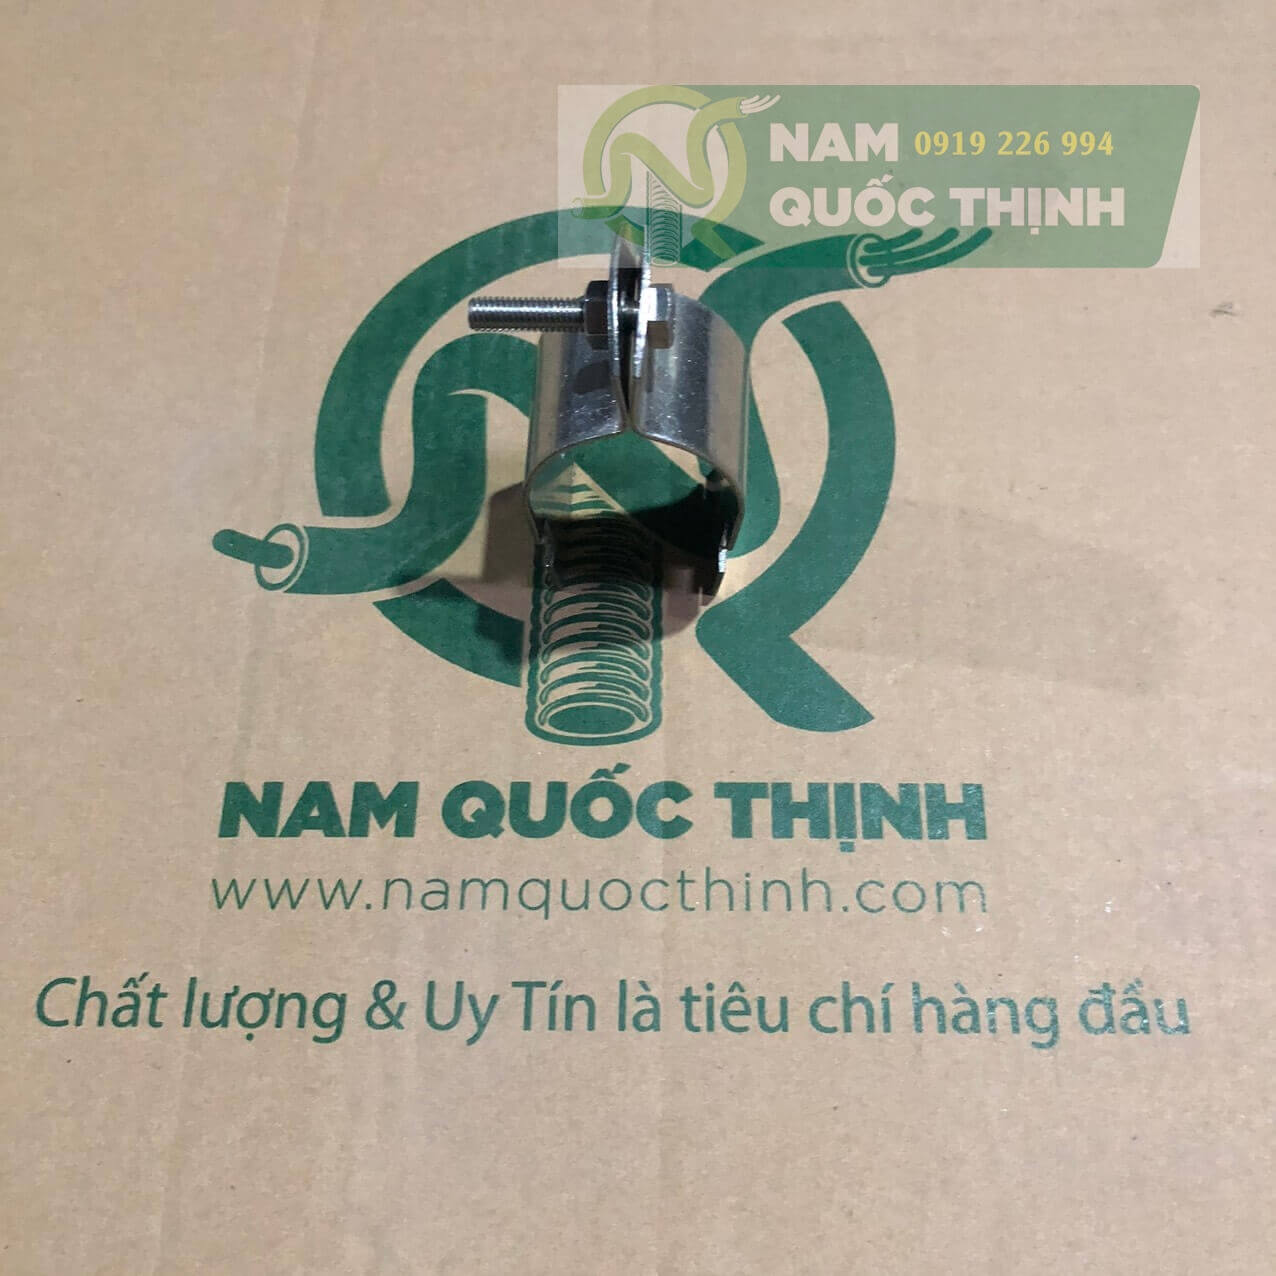 NAM 0919 226 994
QUỐC THỊNH
NAM QUỐC THỊNH
www.namquocthinh.com
Chất lượng & Uy Tín là tiêu chí hàng đầu